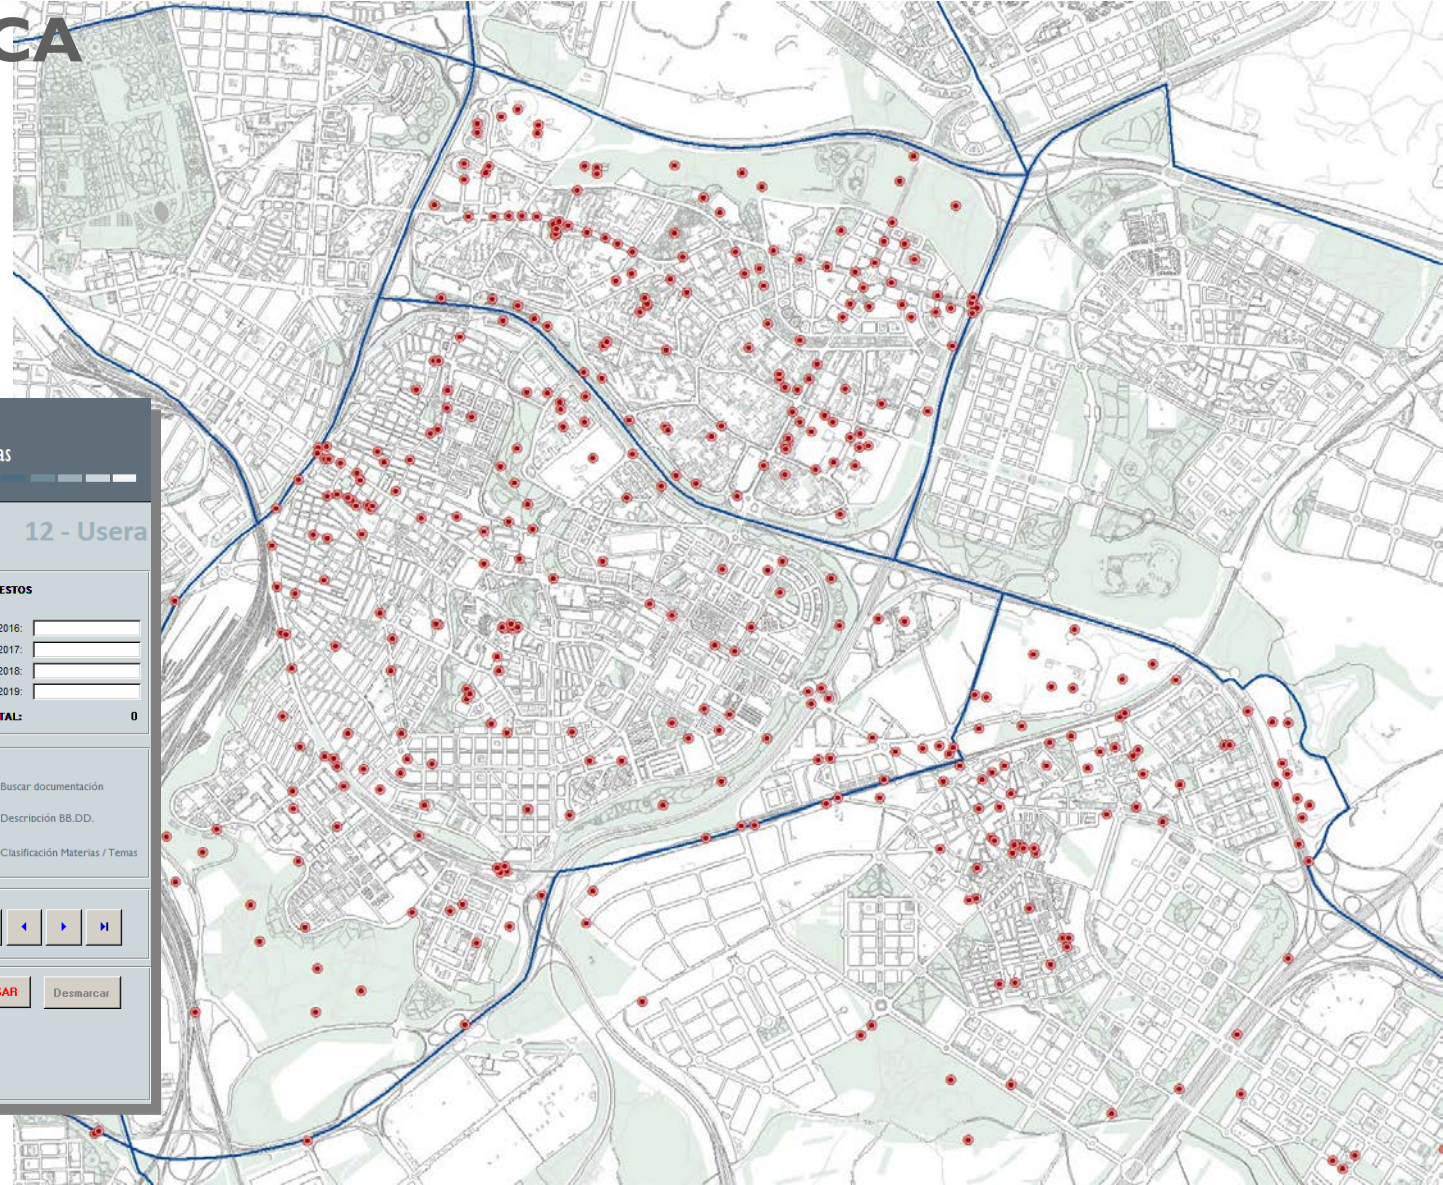 CA
as
12 - Usera
ESTOS
2016:
2017:
2018:
2019:
TAL: 0
Buscar documentación
Descripción BB.DD.
Clasificación Materias / Temas
SAR Desmarcar